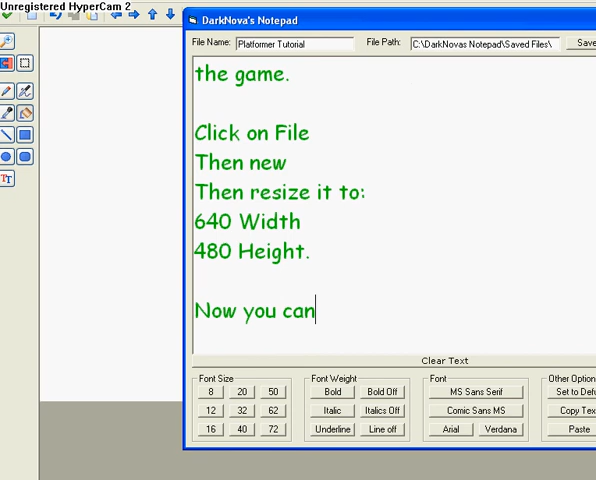 Unregistered HyperCam 2
DarkNova's Notepad
File Name: Platformer Tutorial File Path: C:\DarkNovas Notepad\Saved Files\ Save
the game.
Click on File
Then new
Then resize it to:
640 Width
480 Height.
Now you can
Clear Text
Font Size Font Weight Font Other Option
8 20 50 Bold Bold Off MS Sans Serif Set to Defu
12 32 62 Italic Italics Off Comic Sans MS Copy Tex
16 40 72 Underline Line off Arial Verdana Paste
TT